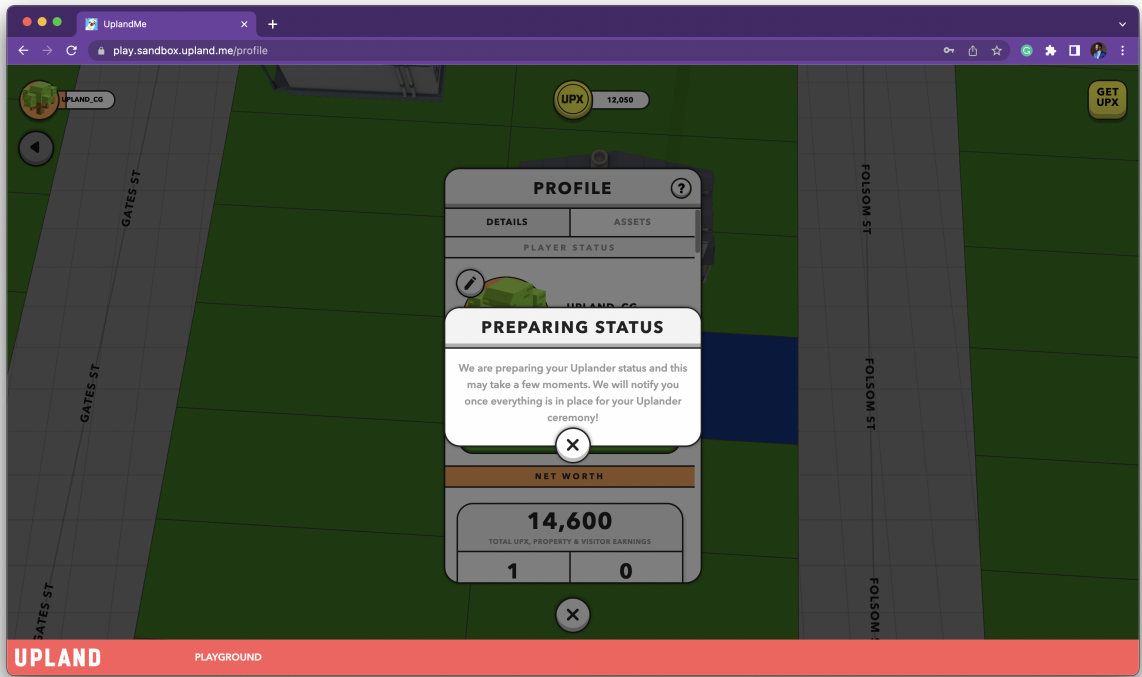 UplandMe
play.sandbox.upland.me/profile
UPLAND_CG
UPX
12,050
GET
UPX
GATES ST
FOLSOM ST
PROFILE
?
DETAILS
ASSETS
PLAYER STATUS
UPLAND_CG
PREPARING STATUS
We are preparing your Uplander status and this
may take a few moments. We will notify you
once everything is in place for your Uplander
ceremony!
GATES ST
FOLSOM ST
NET WORTH
14,600
TOTAL UPX, PROPERTY & VISITOR EARNINGS
1
0
GATES ST
FOLSOM S
UPLAND
PLAYGROUND